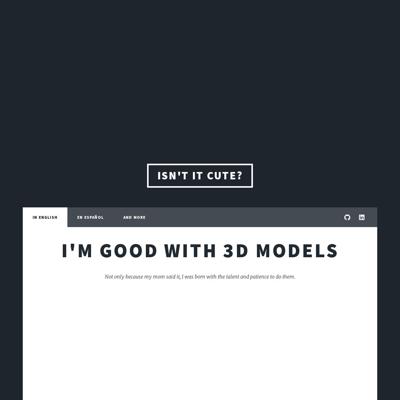 ISN'T IT CUTE?
IN ENGLISH EN ESPAÑOL AND MORE
I'M GOOD WITH 3D MODELS
Not only because my mom said it, I was born with the talent and patience to do them.